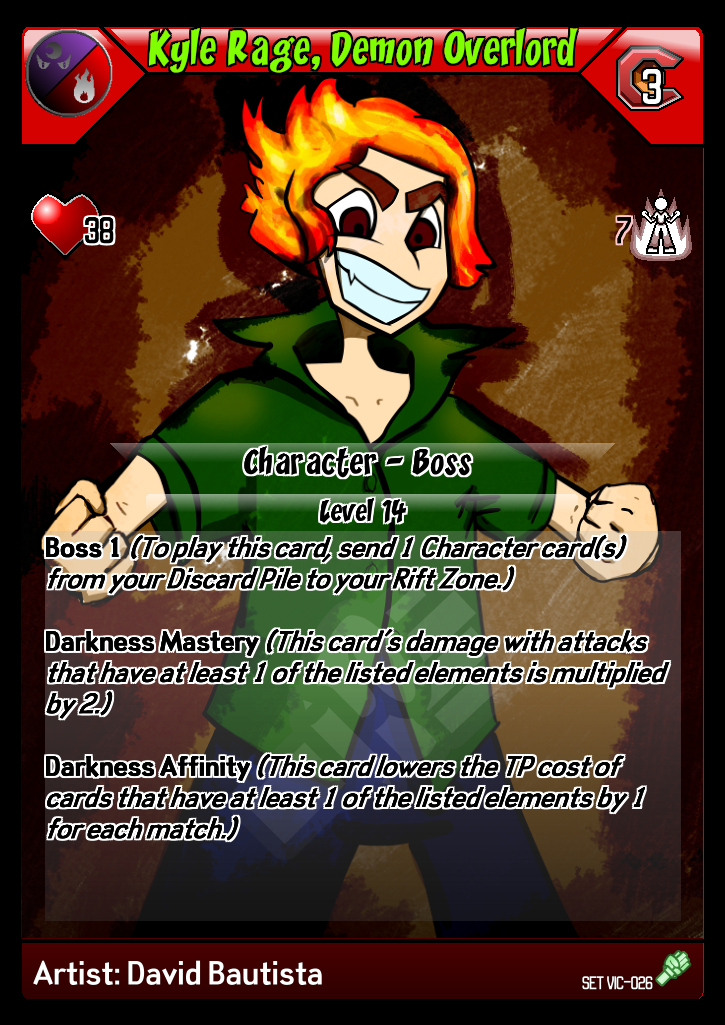 Kyle Rage, Demon Overlord
3
38
7
Character - Boss
Level 14
Boss 1 (To play this card, send 1 Character card(s)
from your Discard Pile to your Rift Zone.)
Darkness Mastery (This card's damage with attacks
that have at least 1 of the listed elements is multiplied
by 2.)
Darkness Affinity (This card lowers the TP cost of
cards that have at least 1 of the listed elements by 1
for each match.)
Artist: David Bautista
SET VIC-026